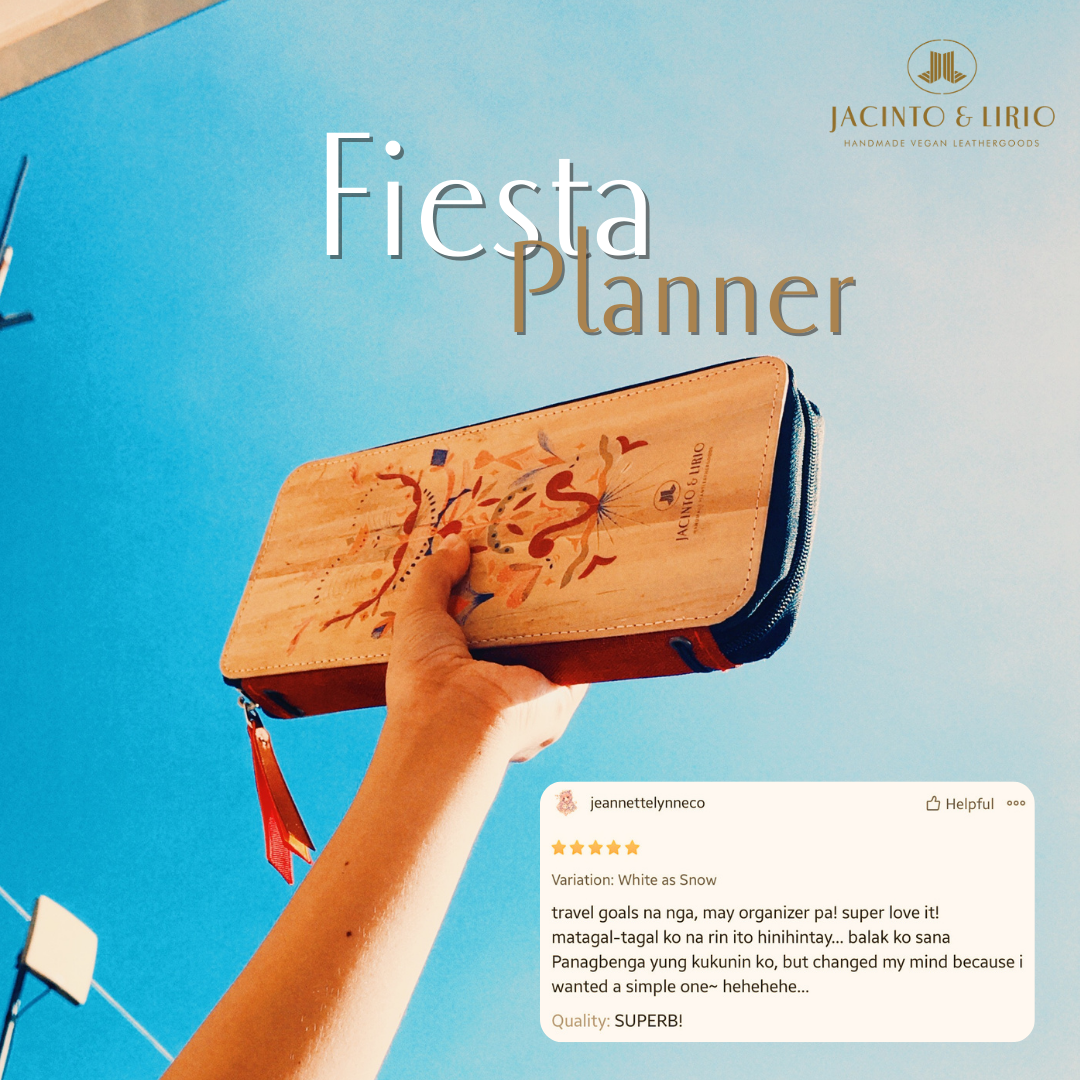 JACINTO & LIRIO
HANDMADE VEGAN LEATHERGOODS
Fiesta
Planner
JACINTO & LIRIO
jeannettelynneco
Helpful
Variation: White as Snow
travel goals na nga, may organizer pa! super love it!
matagal-tagal ko na rin ito hinihintay... balak ko sana
Panagbenga yung kukunin ko, but changed my mind because i
wanted a simple one~ hehehehe...
Quality: SUPERB!